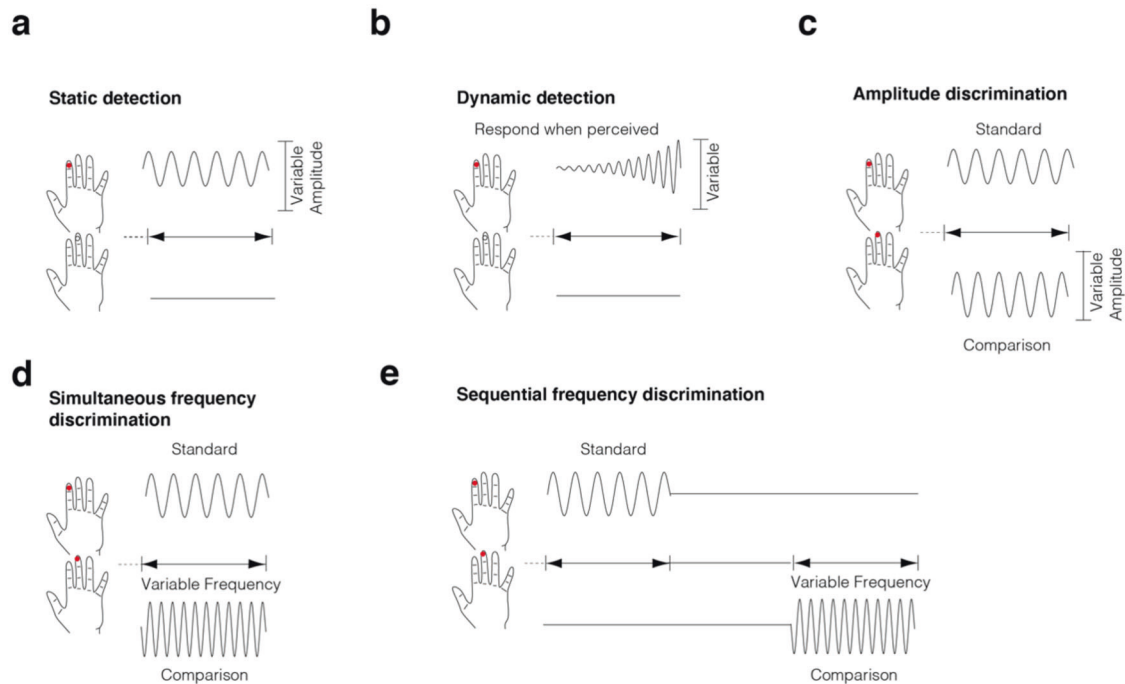 a
Static detection
Variable
Amplitude
b
Dynamic detection
Respond when perceived
Variable
c
Amplitude discrimination
Standard
Variable
Amplitude
Comparison
d
Simultaneous frequency
discrimination
Standard
Variable Frequency
Comparison
e
Sequential frequency discrimination
Standard
Variable Frequency
Comparison